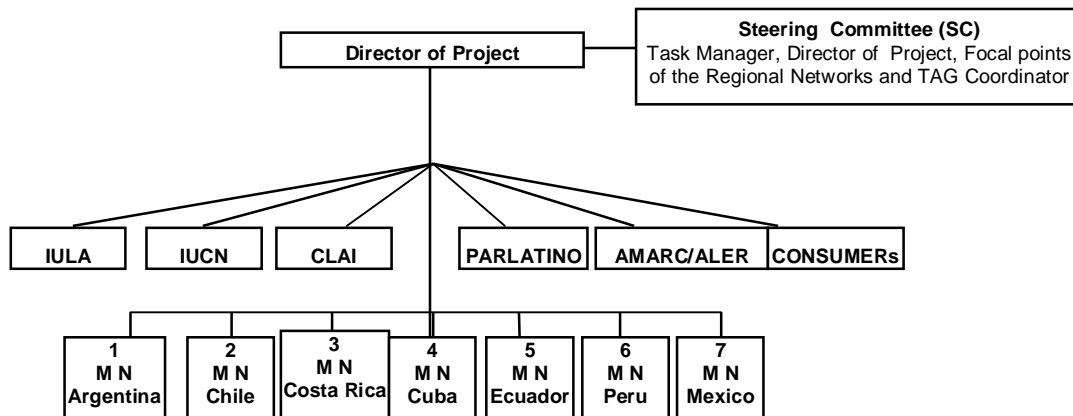 Steering Committee (SC)
Task Manager, Director of Project, Focal points
of the Regional Networks and TAG Coordinator
Director of Project
IULA
IUCN
CLAI
PARLATINO
AMARC/ALER
CONSUMERs
1
M N
Argentina
2
M N
Chile
3
M N
Costa Rica
4
M N
Cuba
5
M N
Ecuador
6
M N
Peru
7
M N
Mexico